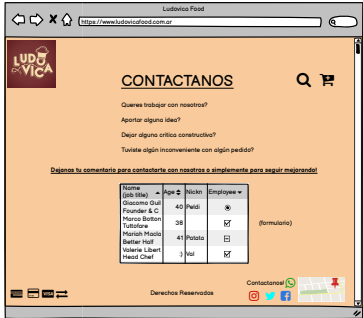 Ludovica Food
https://www.ludovicafood.com.ar
LUDO
VICA
CONTACTANOS
Queres trabajar con nosotros?
Aportar alguna idea?
Dejar alguna critica constructiva?
Tuviste algún inconveniente con algún pedido?
Dejanos tu comentario para contactarte con nosotros o simplemente para seguir mejorando!
Name (job title) Age Nickn Employee
Giacomo Guil
Founder & C 40 Peldi
Marco Botton
Tuttofare 38
Mariah Macla
Better Half 41 Patata
Valerie Libert
Head Chef :) Val
(formulario)
Contactanos!
VISA
Derechos Reservados